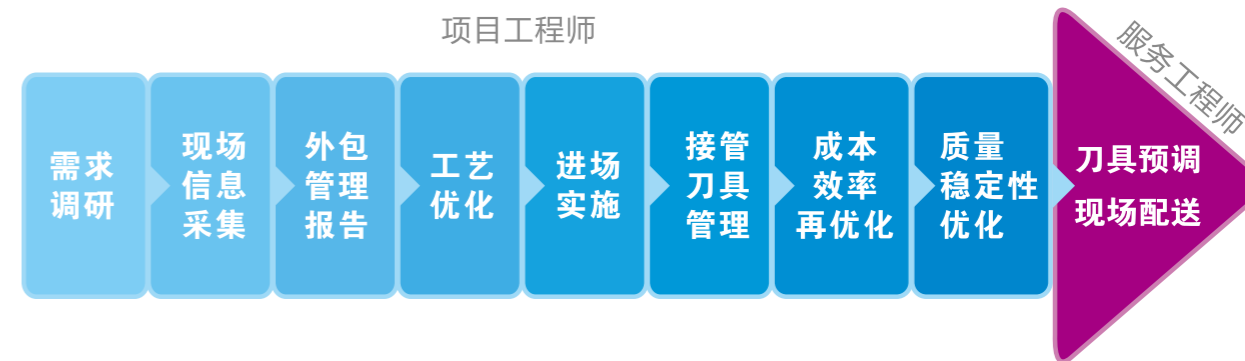 项目工程师
服务工程师
需求
调研
现场
信息
采集
外包
管理
报告
工艺
优化
进场
实施
接管
刀具
管理
成本
效率
再优化
质量
稳定性
优化
刀具预调
现场配送